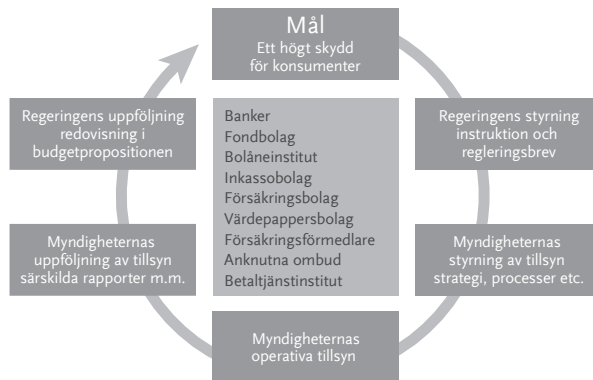 Mål
Ett högt skydd
för konsumenter
Regeringens uppföljning
redovisning i
budgetpropositionen
Banker
Fondbolag
Bolåneinstitut
Inkassobolag
Försäkringsbolag
Värdepappersbolag
Försäkringsförmedlare
Anknutna ombud
Betaltjänstinstitut
Regeringens styrning
instruktion och
regleringsbrev
Myndigheternas
uppföljning av tillsyn
särskilda rapporter m.m.
Myndigheternas
styrning av tillsyn
strategi, processer etc.
Myndigheternas
operativa tillsyn